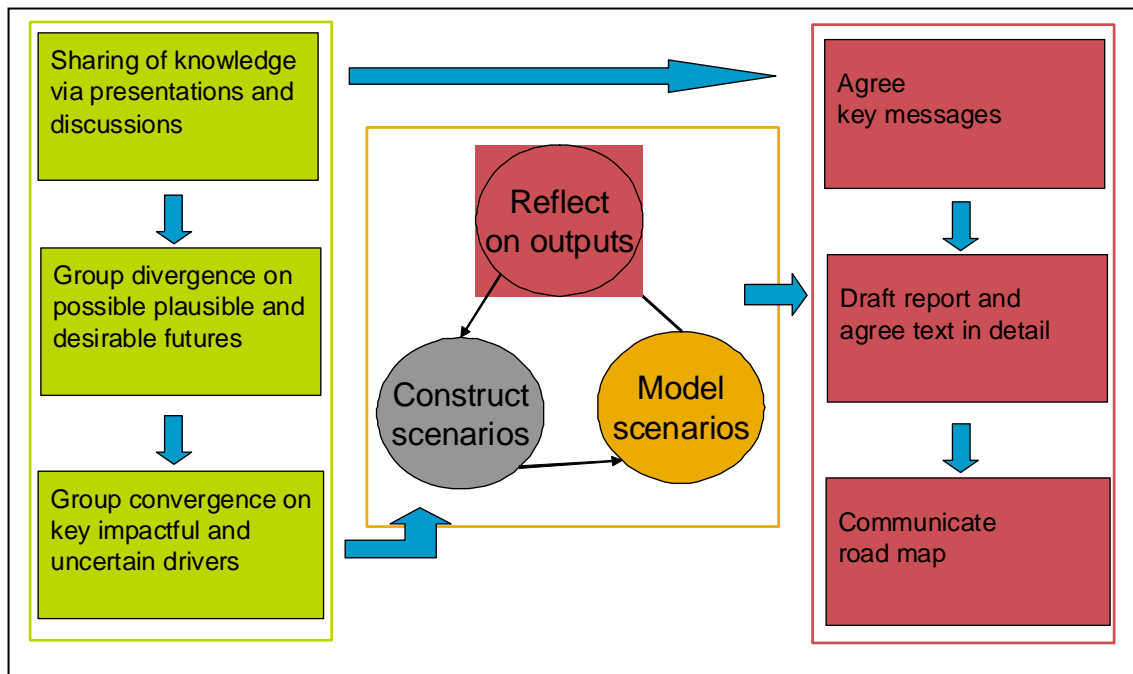 Sharing of knowledge
via presentations and
discussions
Group divergence on
possible plausible and
desirable futures
Group convergence on
key impactful and
uncertain drivers
Reflect
on outputs
Construct
scenarios
Model
scenarios
Agree
key messages
Draft report and
agree text in detail
Communicate
road map